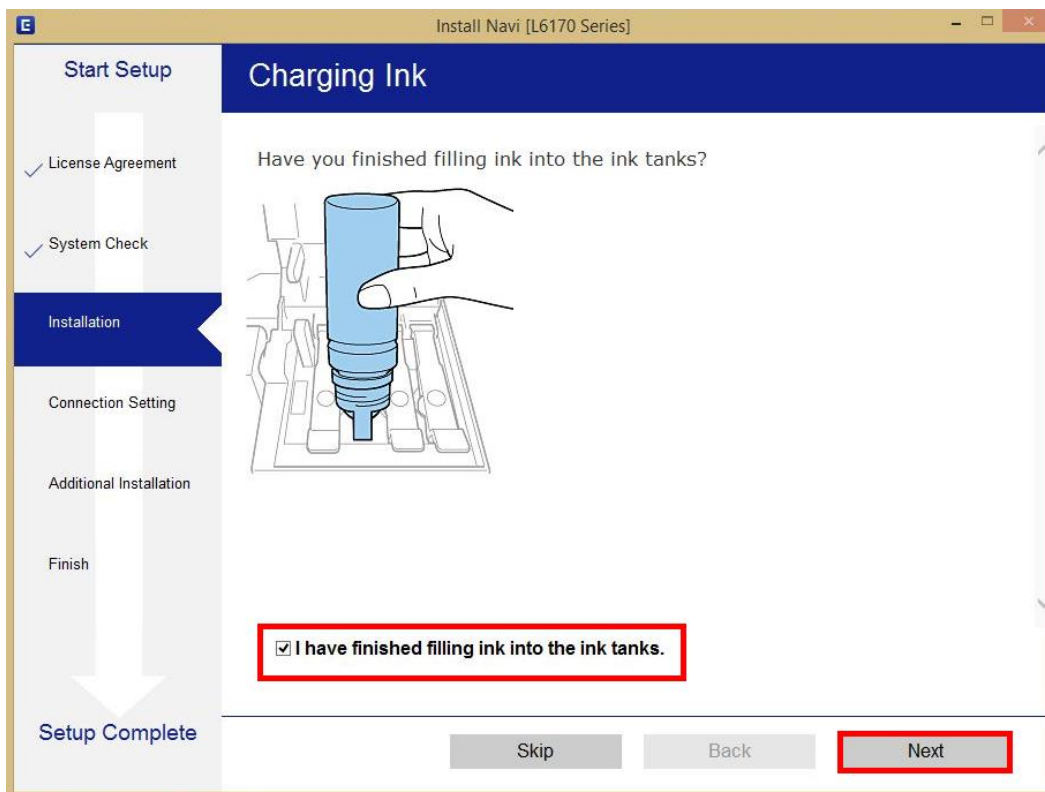 E
Install Navi [L6170 Series]
Start Setup
Charging Ink
License Agreement
System Check
Installation
Connection Setting
Additional Installation
Finish
Setup Complete
Have you finished filling ink into the ink tanks?
I have finished filling ink into the ink tanks.
Skip
Back
Next